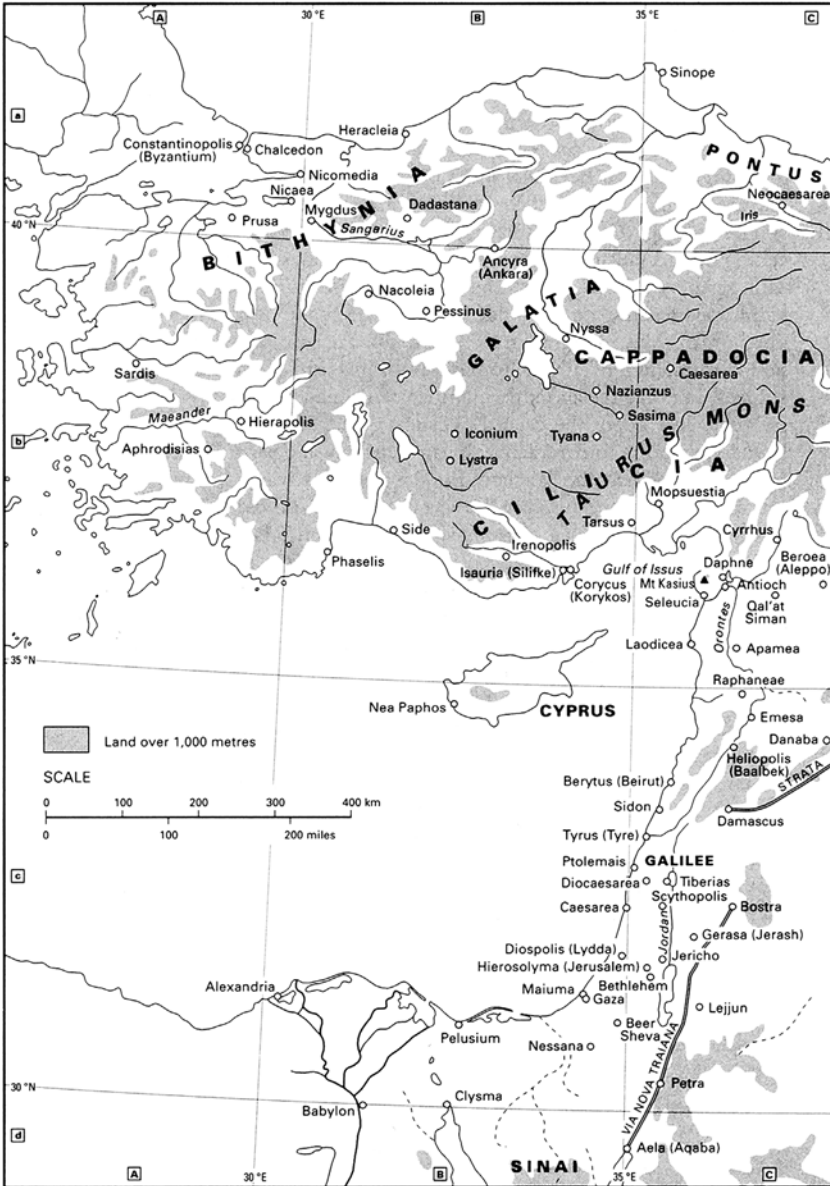 A
30 °E
B
35 °E
C
Sinope
a
Heracleia
Constantinopolis
(Byzantium)
Chalcedon
PONTUS
Nicomedia
Nicaea
Neocaesarea
Mygdus
Dadastana
Iris
40 °N
Prusa
Sangarius
BITHYNIA
Ancyra
(Ankara)
Nacoleia
Pessinus
GALATIA
Nyssa
CAPPADOCIA
Sardis
Caesarea
Nazianzus
Maeander
Hierapolis
Sasima
b
Iconium
Tyana
Aphrodisias
Lystra
TAURUS MONS
CILICIA
Mopsuestia
Side
Tarsus
Cyrrhus
Irenopolis
Phaselis
Gulf of Issus
Daphne
Beroea
(Aleppo)
Isauria (Silifke)
Mt Kasius
Antioch
Corycus
(Korykos)
Seleucia
Qal'at
Siman
Orontes
Laodicea
Apamea
35 °N
Raphaneae
Nea Paphos
CYPRUS
Emesa
Land over 1,000 metres
Danaba
Heliopolis
(Baalbek)
SCALE
STRATA
Berytus (Beirut)
0 100 200 300 400 km
Sidon
Damascus
0 100 200 miles
Tyrus (Tyre)
Ptolemais
GALILEE
c
Diocaesarea
Tiberias
Scythopolis
Caesarea
Bostra
Jordan
Gerasa (Jerash)
Diospolis (Lydda)
Jericho
Hierosolyma (Jerusalem)
Alexandria
Bethlehem
Maiuma
Gaza
Lejjun
Pelusium
Beer
Sheva
Nessana
VIA NOVA TRAIANA
30 °N
Petra
Babylon
Clysma
d
Aela (Aqaba)
SINAI
A
30 °E
B
35 °E
C